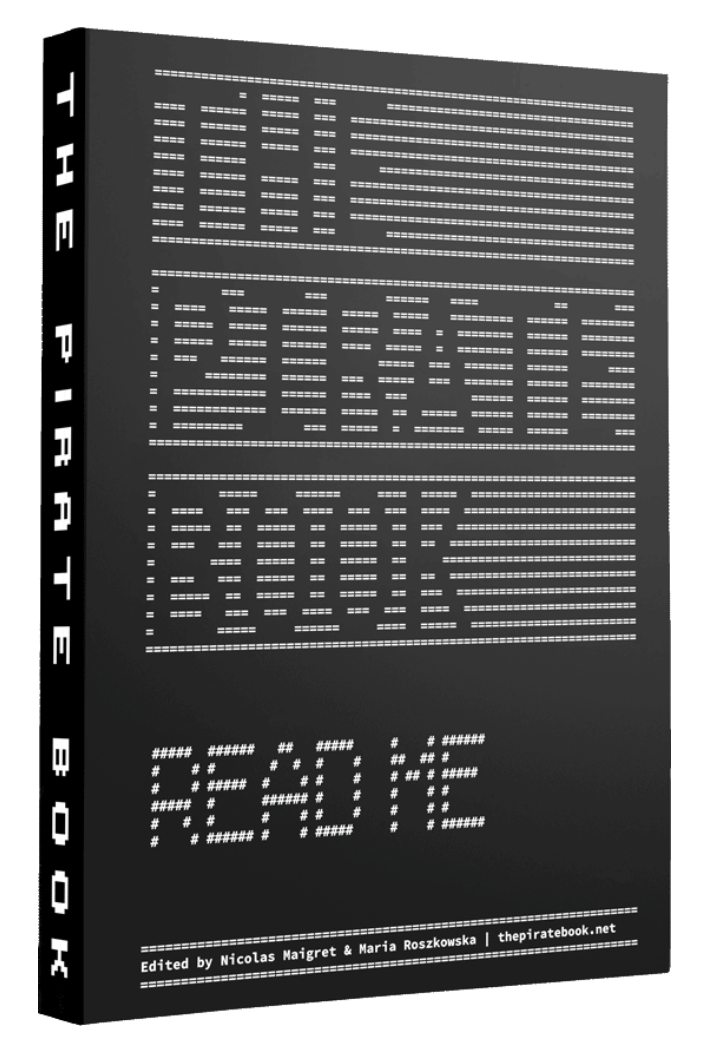 THE PIRATE BOOK
THE
PIRATE
BOOK
READ ME
Edited by Nicolas Maigret & Maria Roszkowska | thepiratebook.net